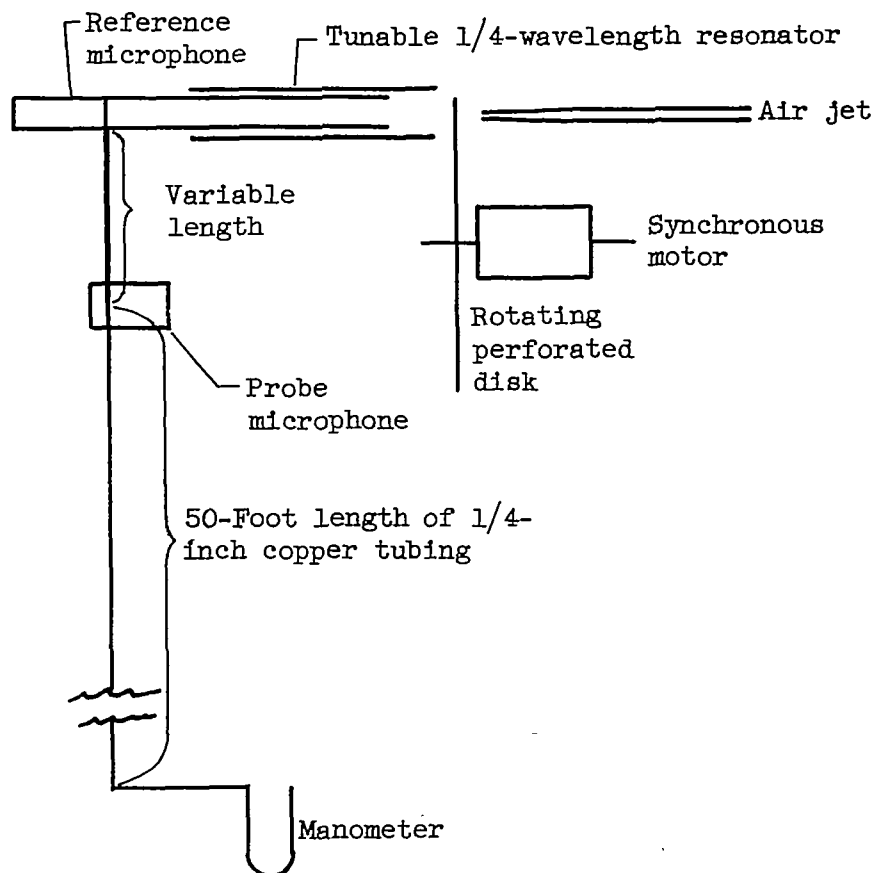 Reference
microphone
Tunable 1/4-wavelength resonator
Air jet
Variable
length
Synchronous
motor
Rotating
perforated
disk
Probe
microphone
50-Foot length of 1/4-
inch copper tubing
Manometer